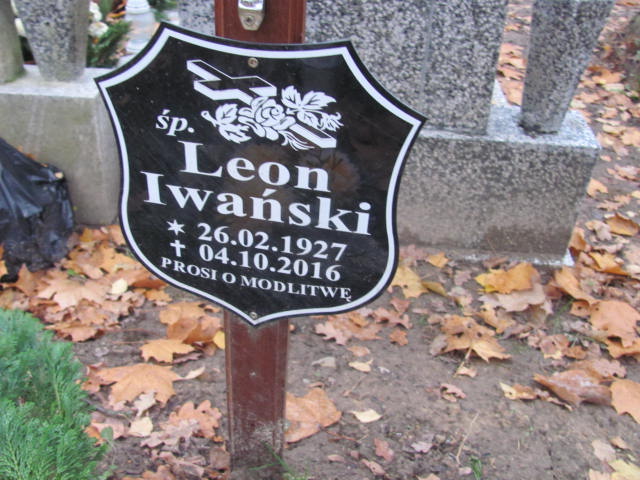 śp.
Leon
Iwański
* 26.02.1927
† 04.10.2016
PROSI O MODLITWĘ